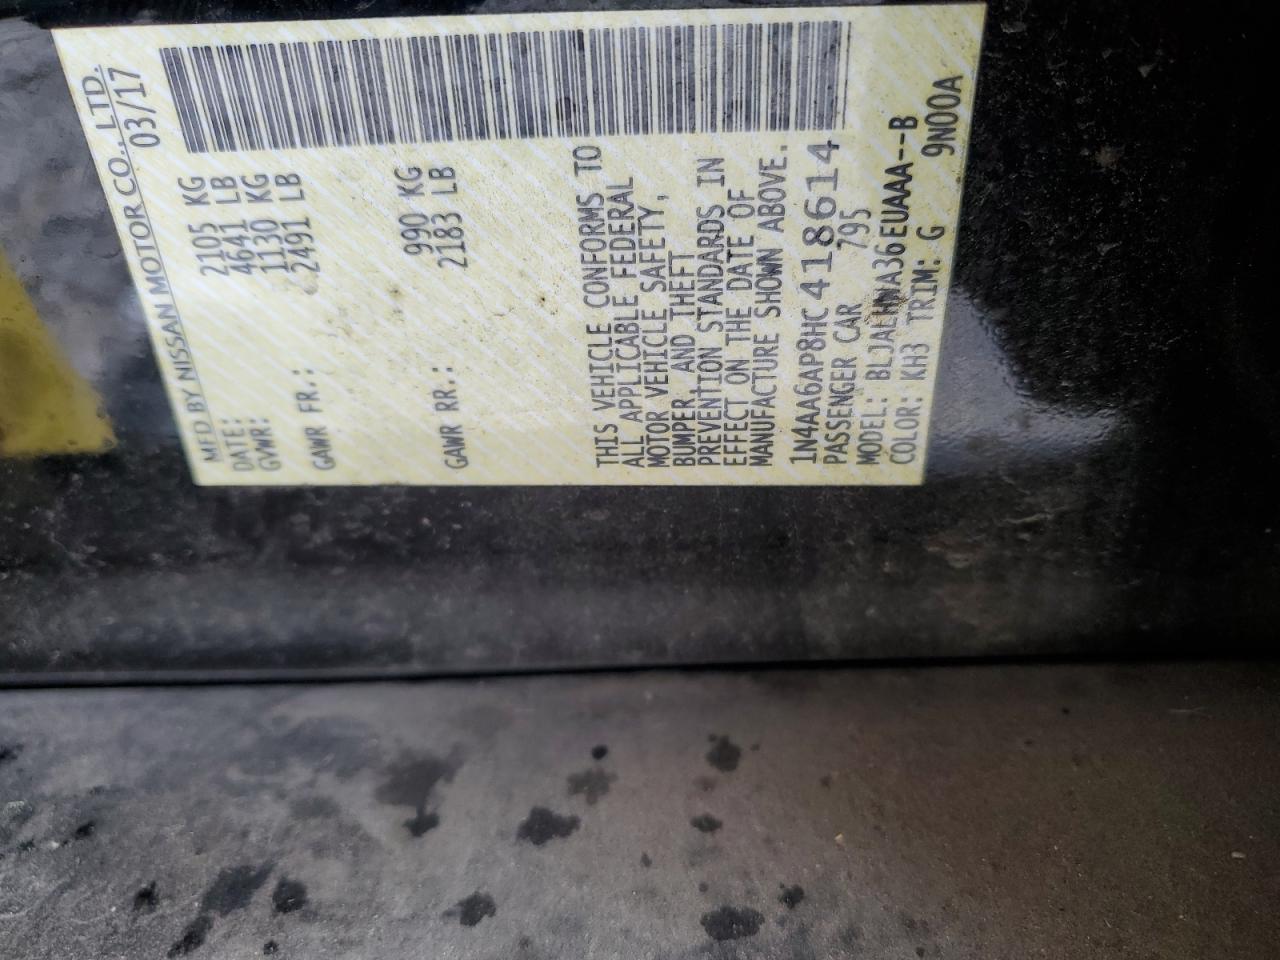 MFD BY NISSAN MOTOR CO., LTD.
DATE: 03/17
GVWR: 2105 KG
4641 LB
GAWR FR.: 1130 KG
2491 LB
GAWR RR.: 990 KG
2183 LB
THIS VEHICLE CONFORMS TO
ALL APPLICABLE FEDERAL
MOTOR VEHICLE SAFETY,
BUMPER, AND THEFT
PREVENTION STANDARDS IN
EFFECT ON THE DATE OF
MANUFACTURE SHOWN ABOVE.
1N4AA6AP8HC418614
PASSENGER CAR 795
MODEL: BLJALHNA36EUAAA--B
COLOR: KH3 TRIM: G 9N00A